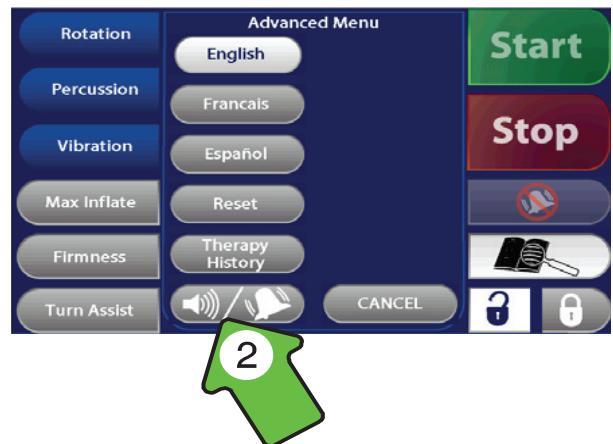 Rotation
Percussion
Vibration
Max Inflate
Firmness
Turn Assist
Advanced Menu
English
Francais
Español
Reset
Therapy
History
CANCEL
Start
Stop
2